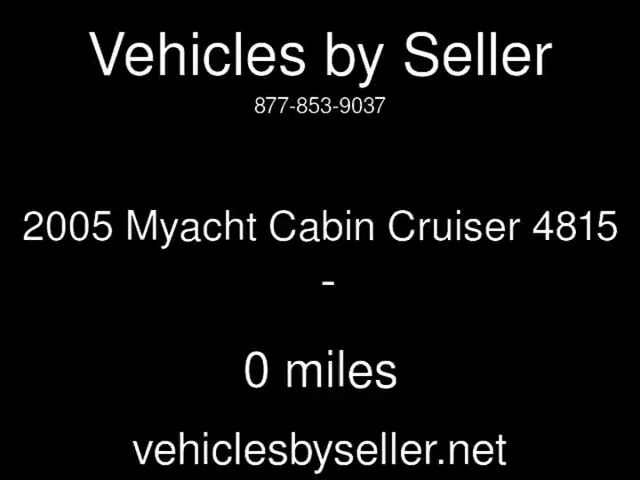 Vehicles by Seller
877-853-9037
2005 Myacht Cabin Cruiser 4815
-
0 miles
vehiclesbyseller.net